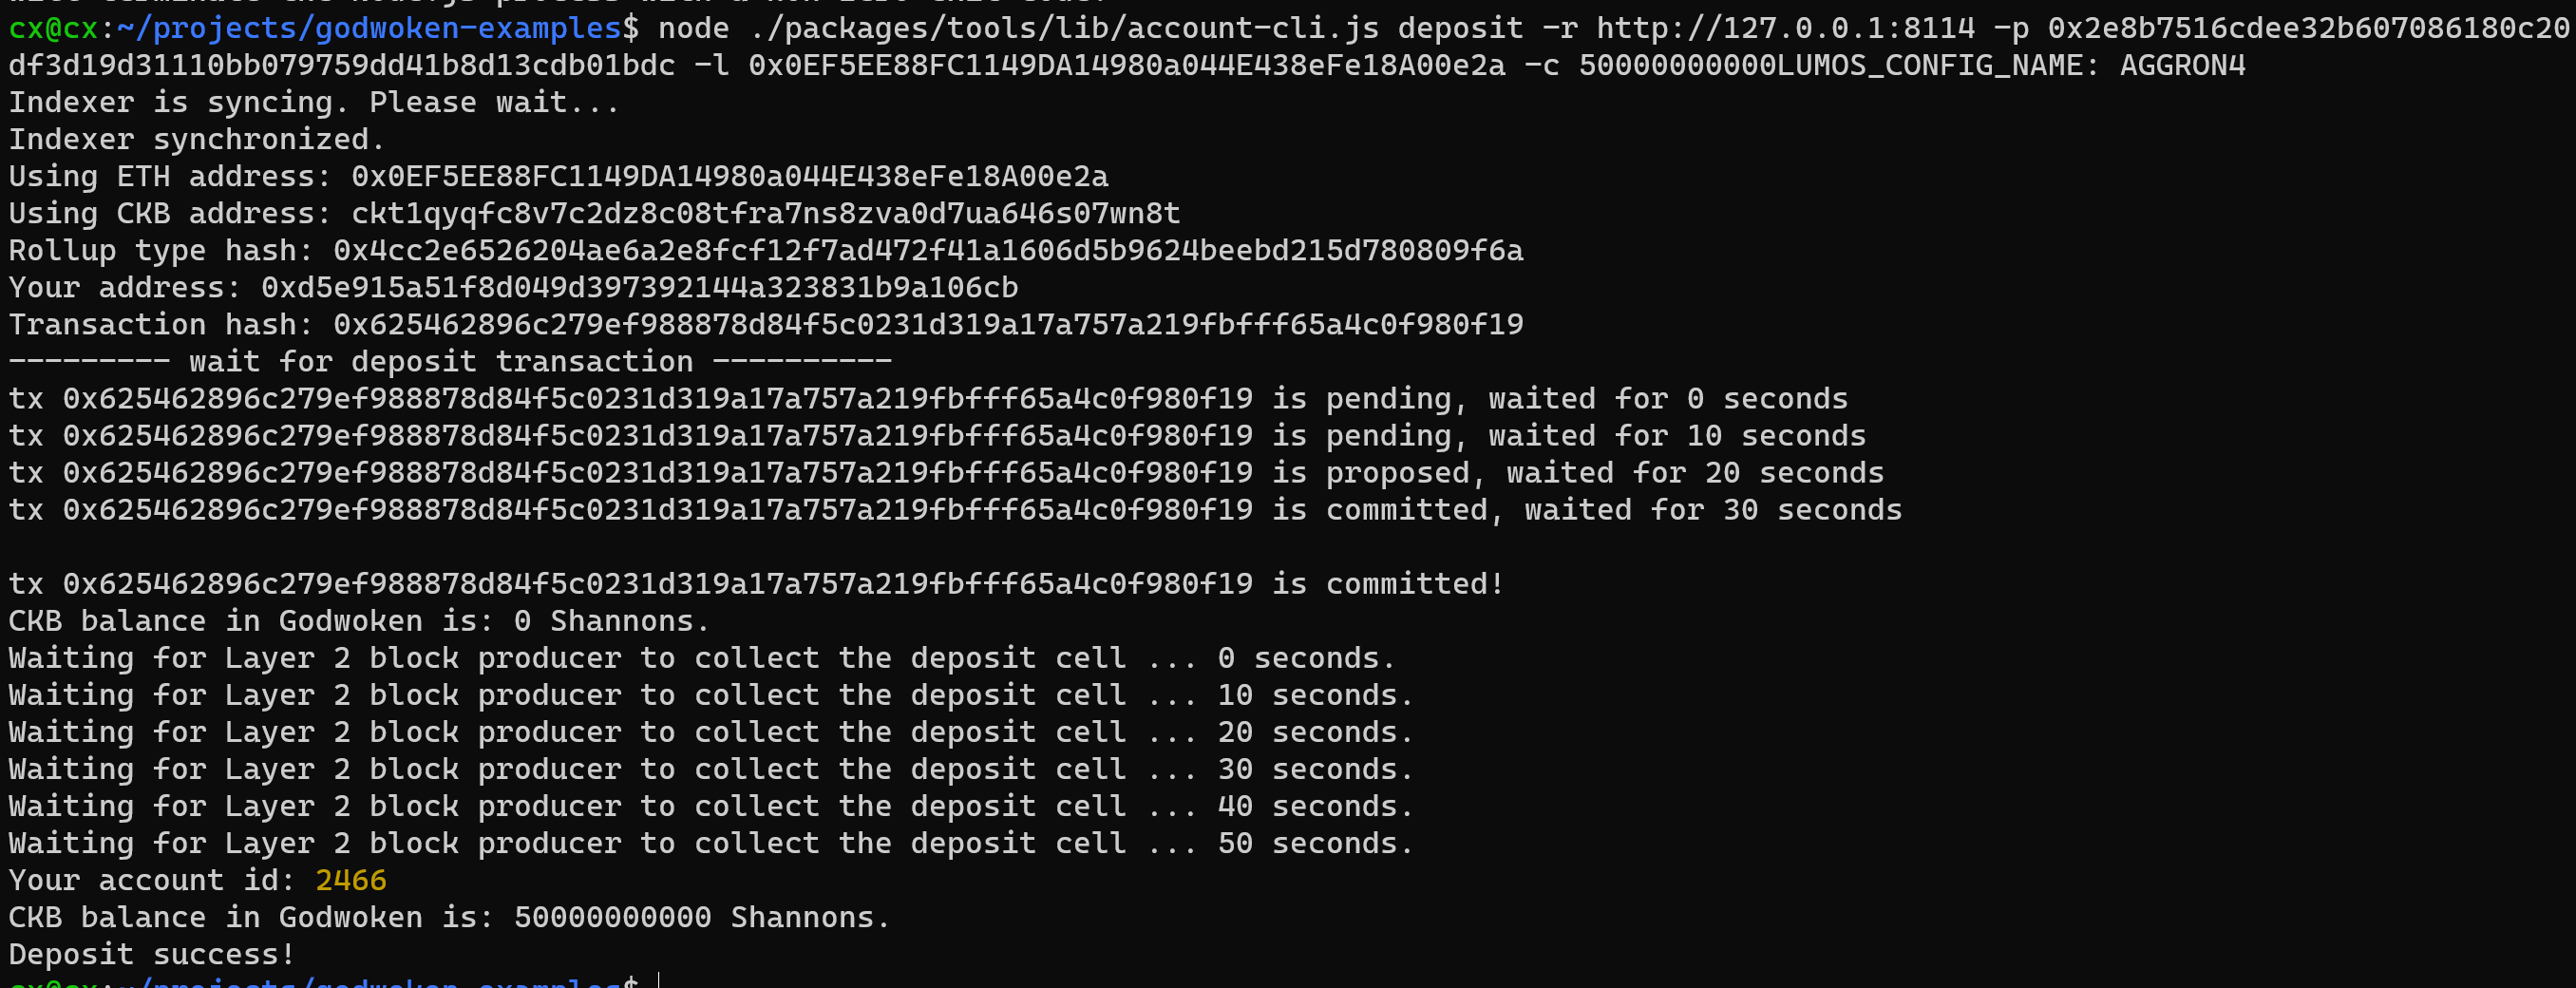 cx@cx:~/projects/godwoken-examples$ node ./packages/tools/lib/account-cli.js deposit -r http://127.0.0.1:8114 -p 0x2e8b7516cdee32b607086180c20
df3d19d31110bb079759dd41b8d13cdb01bdc -l 0x0EF5EE88FC1149DA14980a044E438eFe18A00e2a -c 50000000000LUMOS_CONFIG_NAME: AGGRON4
Indexer is syncing. Please wait...
Indexer synchronized.
Using ETH address: 0x0EF5EE88FC1149DA14980a044E438eFe18A00e2a
Using CKB address: ckt1qyqfc8v7c2dz8c08tfra7ns8zva0d7ua646s07wn8t
Rollup type hash: 0x4cc2e6526204ae6a2e8fcf12f7ad472f41a1606d5b9624beebd215d780809f6a
Your address: 0xd5e915a51f8d049d397392144a323831b9a106cb
Transaction hash: 0x625462896c279ef988878d84f5c0231d319a17a757a219fbfff65a4c0f980f19
--------- wait for deposit transaction ----------
tx 0x625462896c279ef988878d84f5c0231d319a17a757a219fbfff65a4c0f980f19 is pending, waited for 0 seconds
tx 0x625462896c279ef988878d84f5c0231d319a17a757a219fbfff65a4c0f980f19 is pending, waited for 10 seconds
tx 0x625462896c279ef988878d84f5c0231d319a17a757a219fbfff65a4c0f980f19 is proposed, waited for 20 seconds
tx 0x625462896c279ef988878d84f5c0231d319a17a757a219fbfff65a4c0f980f19 is committed, waited for 30 seconds
tx 0x625462896c279ef988878d84f5c0231d319a17a757a219fbfff65a4c0f980f19 is committed!
CKB balance in Godwoken is: 0 Shannons.
Waiting for Layer 2 block producer to collect the deposit cell ... 0 seconds.
Waiting for Layer 2 block producer to collect the deposit cell ... 10 seconds.
Waiting for Layer 2 block producer to collect the deposit cell ... 20 seconds.
Waiting for Layer 2 block producer to collect the deposit cell ... 30 seconds.
Waiting for Layer 2 block producer to collect the deposit cell ... 40 seconds.
Waiting for Layer 2 block producer to collect the deposit cell ... 50 seconds.
Your account id: 2466
CKB balance in Godwoken is: 50000000000 Shannons.
Deposit success!
cx@cx:~/projects/godwoken-examples$